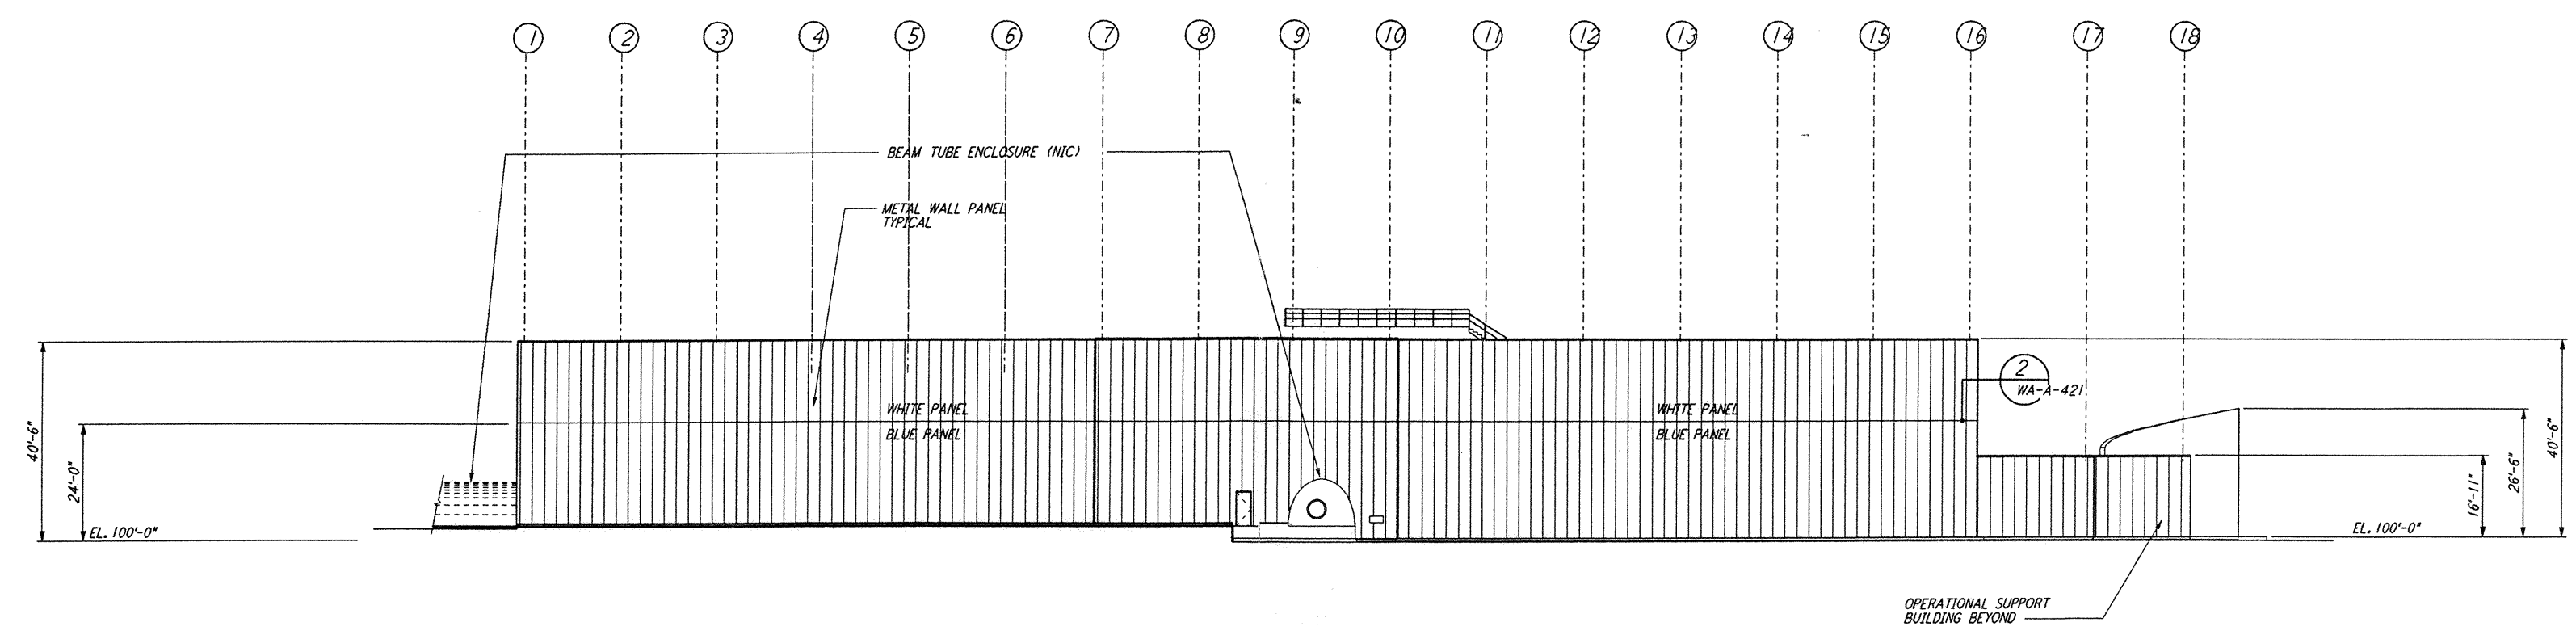 1 2 3 4 5 6 7 8 9 10 11 12 13 14 15 16 17 18
BEAM TUBE ENCLOSURE (NIC)
METAL WALL PANEL
TYPICAL
2
WA-A-421
WHITE PANEL
BLUE PANEL
WHITE PANEL
BLUE PANEL
40'-6"
24'-0"
EL. 100'-0"
16'-11"
26'-6"
40'-6"
EL. 100'-0"
OPERATIONAL SUPPORT
BUILDING BEYOND